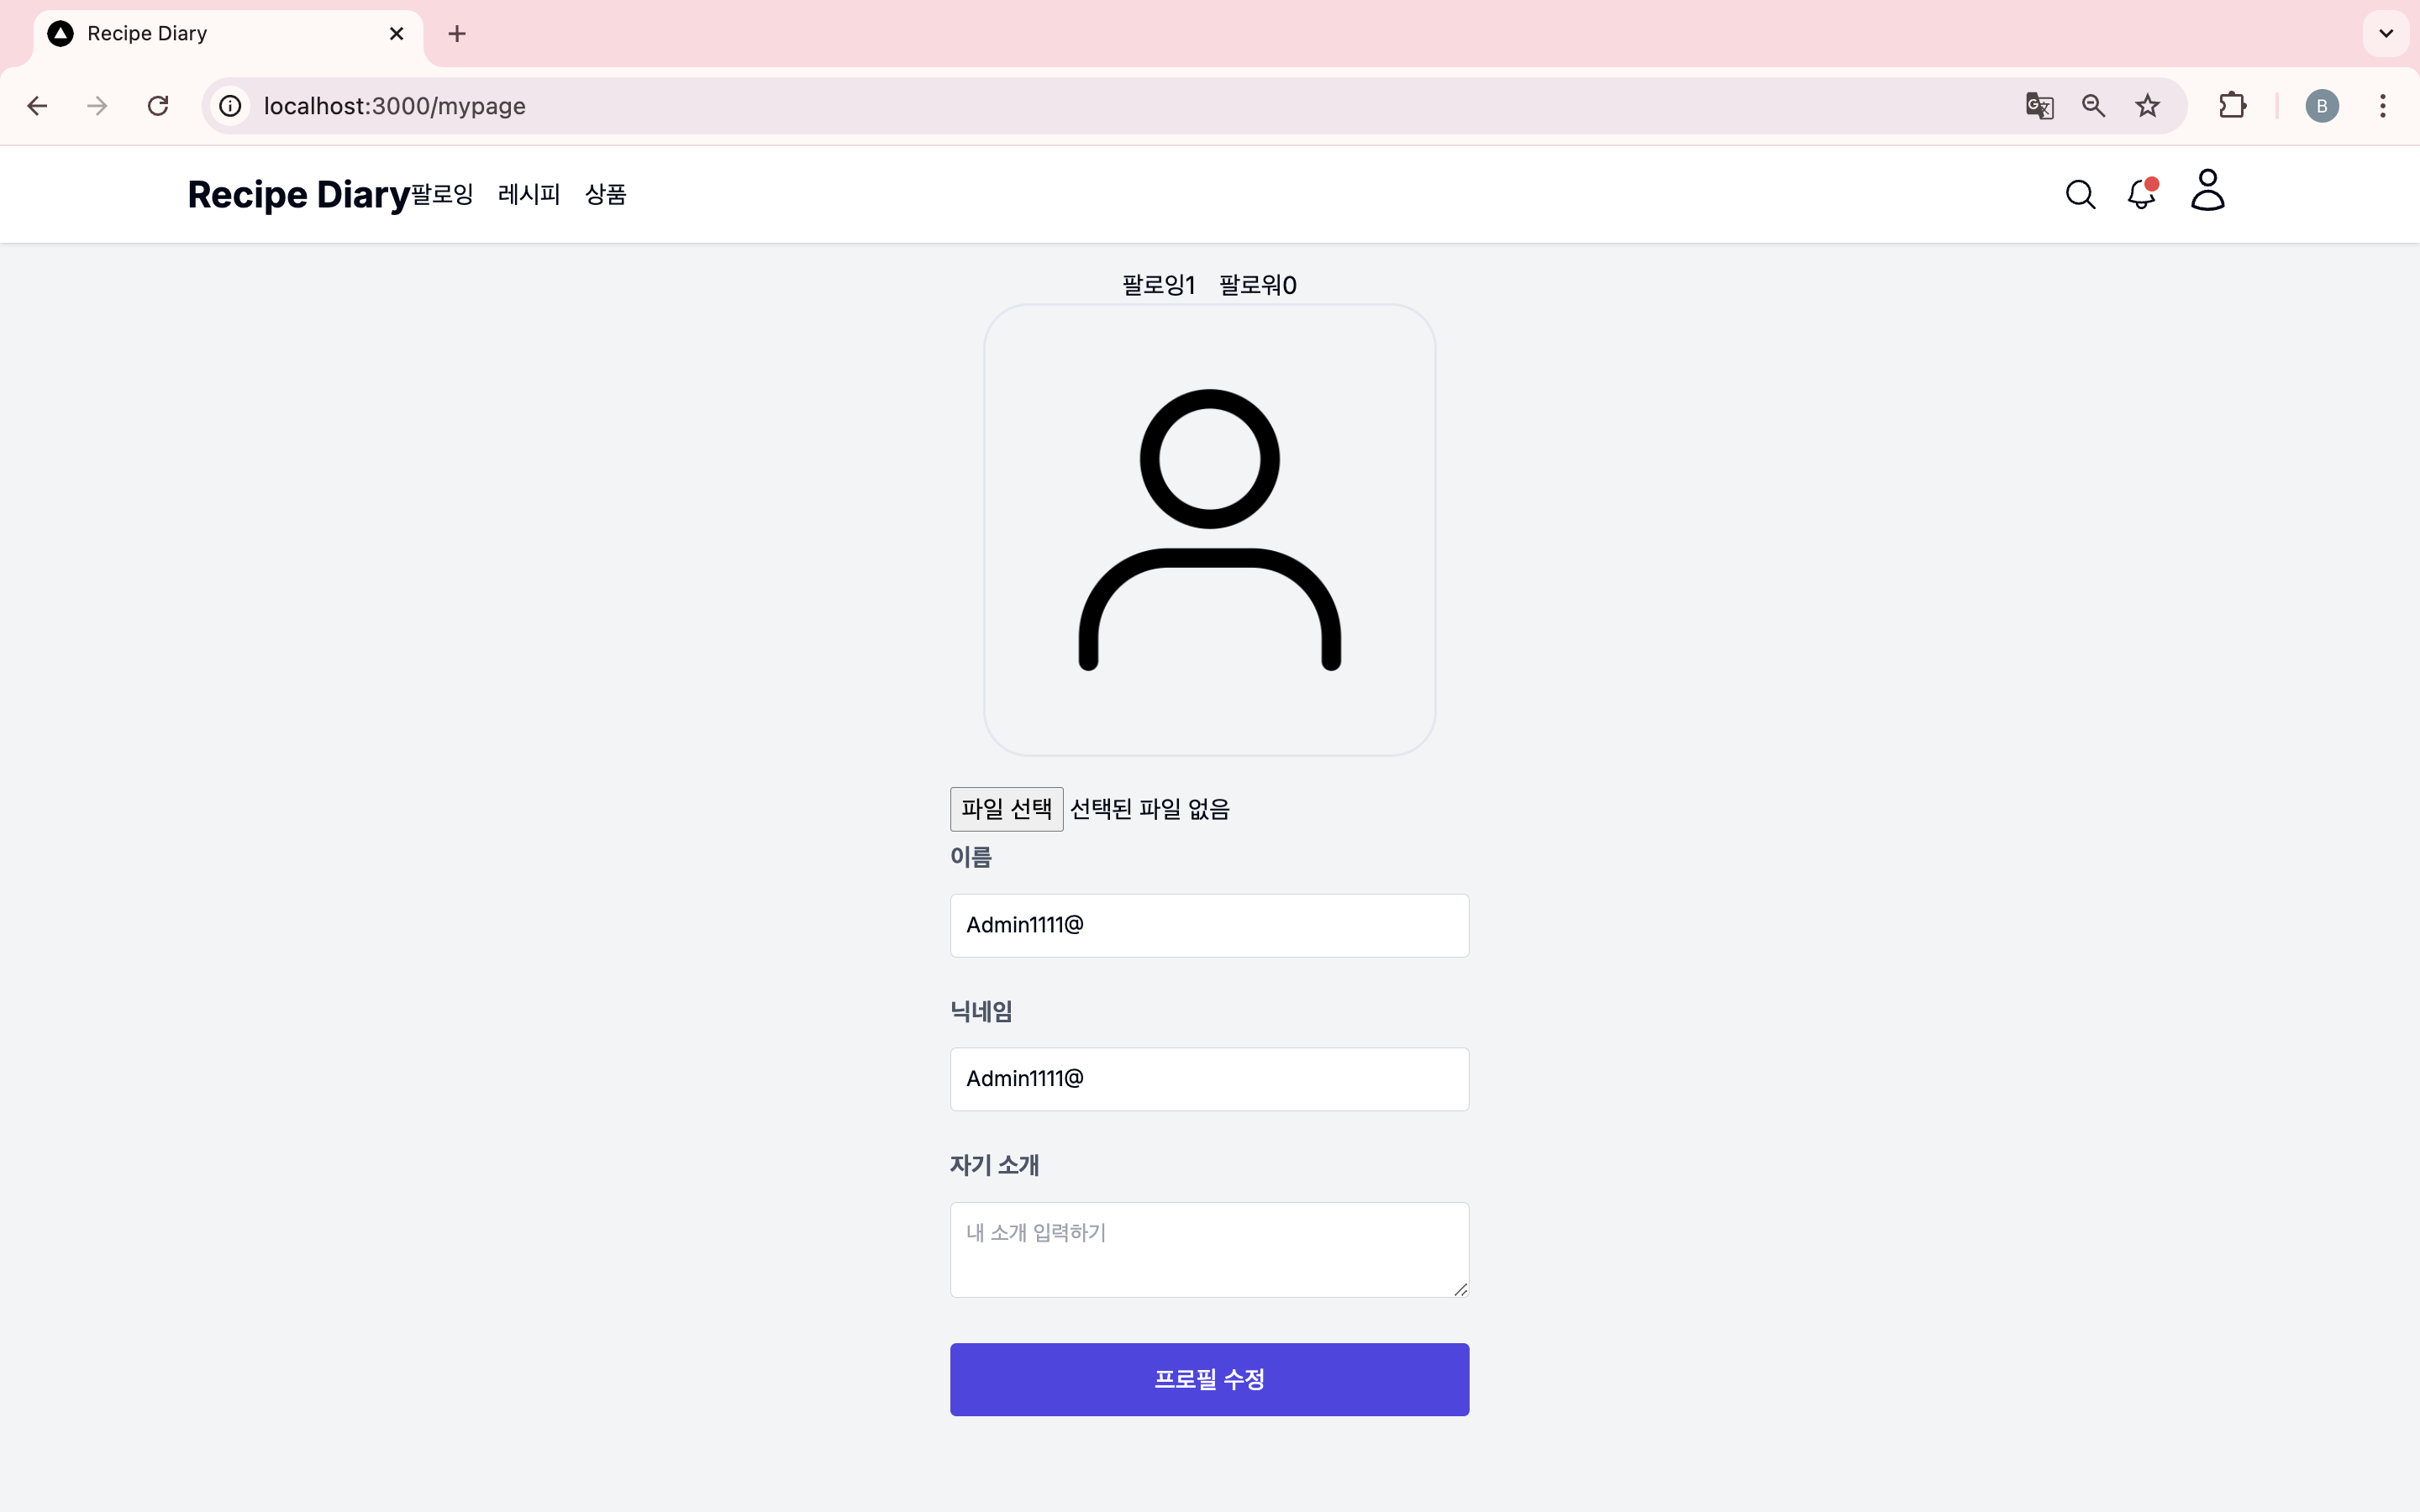 Recipe Diary
localhost:3000/mypage
B
Recipe Diary팔로잉 레시피 상품
팔로잉1 팔로워0
파일 선택 선택된 파일 없음
이름
Admin1111@
닉네임
Admin1111@
자기 소개
내 소개 입력하기
프로필 수정